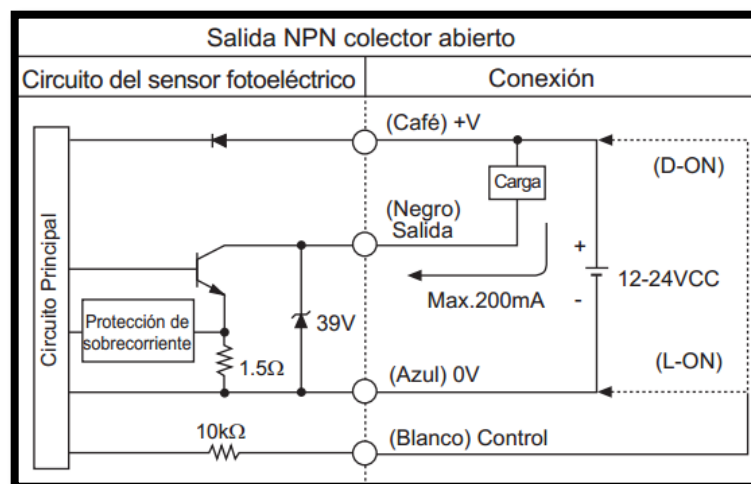 Salida NPN colector abierto
Circuito del sensor fotoeléctrico
Conexión
(Café) +V
(D-ON)
Carga
(Negro)
Salida
Circuito Principal
+
12-24VCC
-
Max.200mA
Protección de
sobrecorriente
39V
1.5Ω
(L-ON)
(Azul) 0V
10kΩ
(Blanco) Control